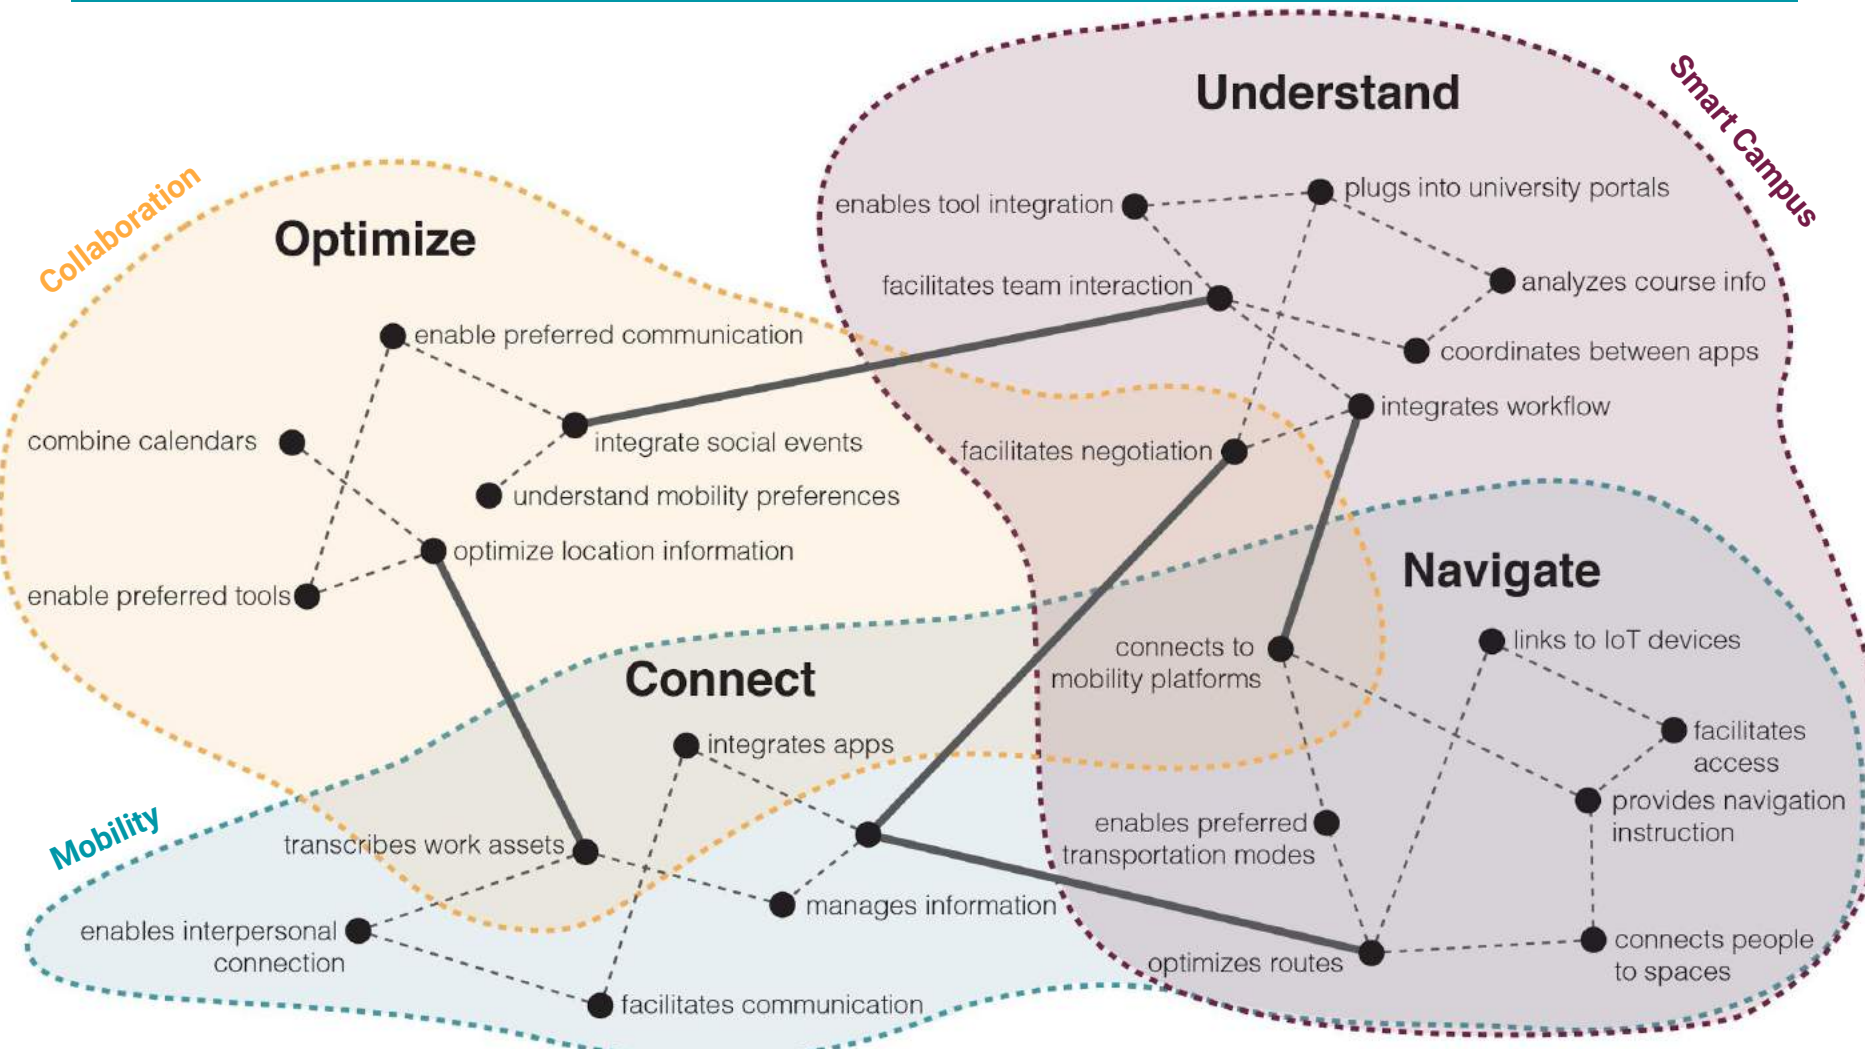 Understand
Smart Campus
enables tool integration
plugs into university portals
facilitates team interaction
analyzes course info
coordinates between apps
integrates workflow
facilitates negotiation
Collaboration
Optimize
enable preferred communication
combine calendars
integrate social events
understand mobility preferences
optimize location information
enable preferred tools
Navigate
connects to
mobility platforms
links to IoT devices
facilitates
access
provides navigation
instruction
enables preferred
transportation modes
optimizes routes
connects people
to spaces
Connect
integrates apps
Mobility
transcribes work assets
manages information
enables interpersonal
connection
facilitates communication